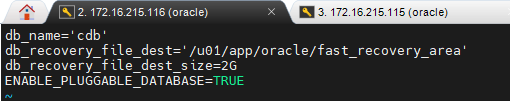 2. 172.16.215.116 (oracle)
3. 172.16.215.115 (oracle)
db_name='cdb'
db_recovery_file_dest='/u01/app/oracle/fast_recovery_area'
db_recovery_file_dest_size=2G
ENABLE_PLUGGABLE_DATABASE=TRUE
~